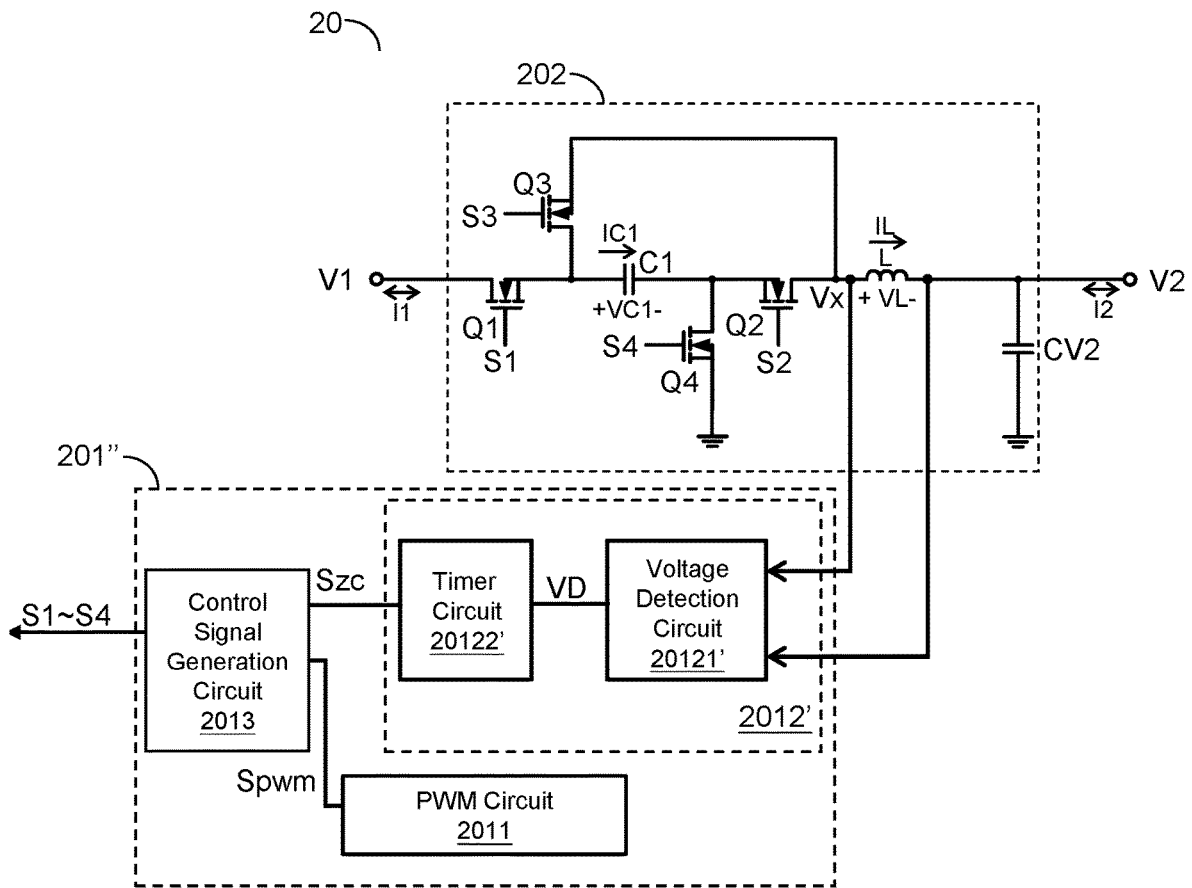 20
202
Q3
S3
IC1
C1
IL
L
V1
I1
Q1
S1
+VC1-
S4
Q4
Q2
S2
Vx
+ VL-
I2
V2
CV2
201’’
S1~S4
Control
Signal
Generation
Circuit
2013
Szc
Timer
Circuit
20122’
VD
Voltage
Detection
Circuit
20121’
2012’
Spwm
PWM Circuit
2011